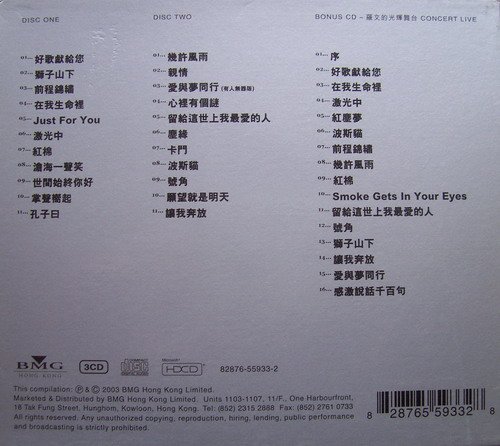 DISC ONE
01··· 好歌獻給您
02··· 獅子山下
03··· 前程錦繡
04··· 在我生命裡
05··· Just For You
06··· 激光中
07··· 紅棉
08··· 滄海一聲笑
09··· 世間始終你好
10··· 掌聲嚮起
11··· 孔子曰
DISC TWO
01··· 幾許風雨
02··· 親情
03··· 愛與夢同行 (有人無器版)
04··· 心裡有個謎
05··· 留給這世上我最愛的人
06··· 塵緣
07··· 卡門
08··· 波斯貓
09··· 號角
10··· 願望就是明天
11··· 讓我奔放
BONUS CD – 羅文的光輝舞台 CONCERT LIVE
01··· 序
02··· 好歌獻給您
03··· 在我生命裡
04··· 激光中
05··· 紅塵夢
06··· 波斯貓
07··· 前程錦繡
08··· 幾許風雨
09··· 紅棉
10··· Smoke Gets In Your Eyes
11··· 留給這世上我最愛的人
12··· 號角
13··· 獅子山下
14··· 讓我奔放
15··· 愛與夢同行
16··· 感激說話千百句
BMG
HONG KONG
3CD
COMPACT
disc
DIGITAL AUDIO
Microsoft
HDCD
82876-55933-2
This compilation: Ⓟ & © 2003 BMG Hong Kong Limited.
Marketed & Distributed by BMG Hong Kong Limited. Units 1103-1107, 11/F., One Harbourfront,
18 Tak Fung Street, Hunghom, Kowloon, Hong Kong. Tel: (852) 2315 2888 Fax: (852) 2761 0733
All rights reserved. Any unauthorized copying, reproduction, hiring, lending, public performance
and broadcasting is strictly prohibited.
8 28765 59332